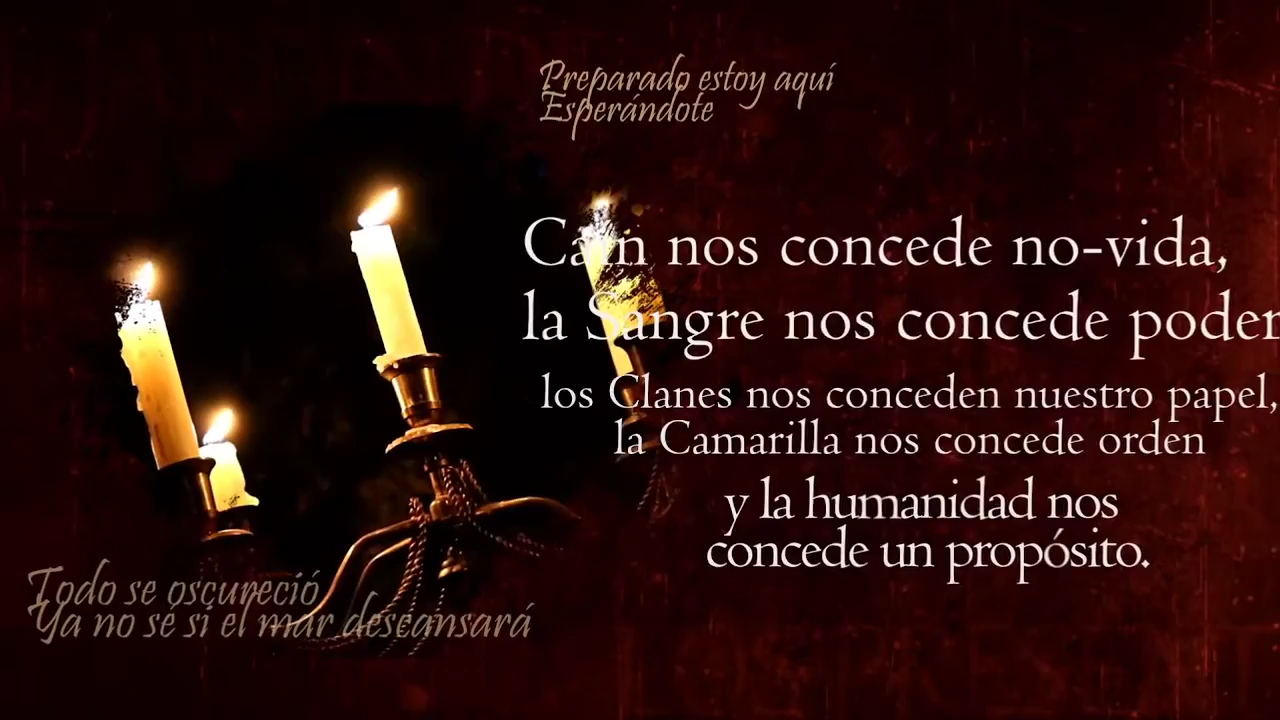 Preparado estoy aquí
Esperándote
Caín nos concede no-vida,
la Sangre nos concede poder
los Clanes nos conceden nuestro papel,
la Camarilla nos concede orden
y la humanidad nos
concede un propósito.
Todo se oscureció
Ya no sé si el mar descansará